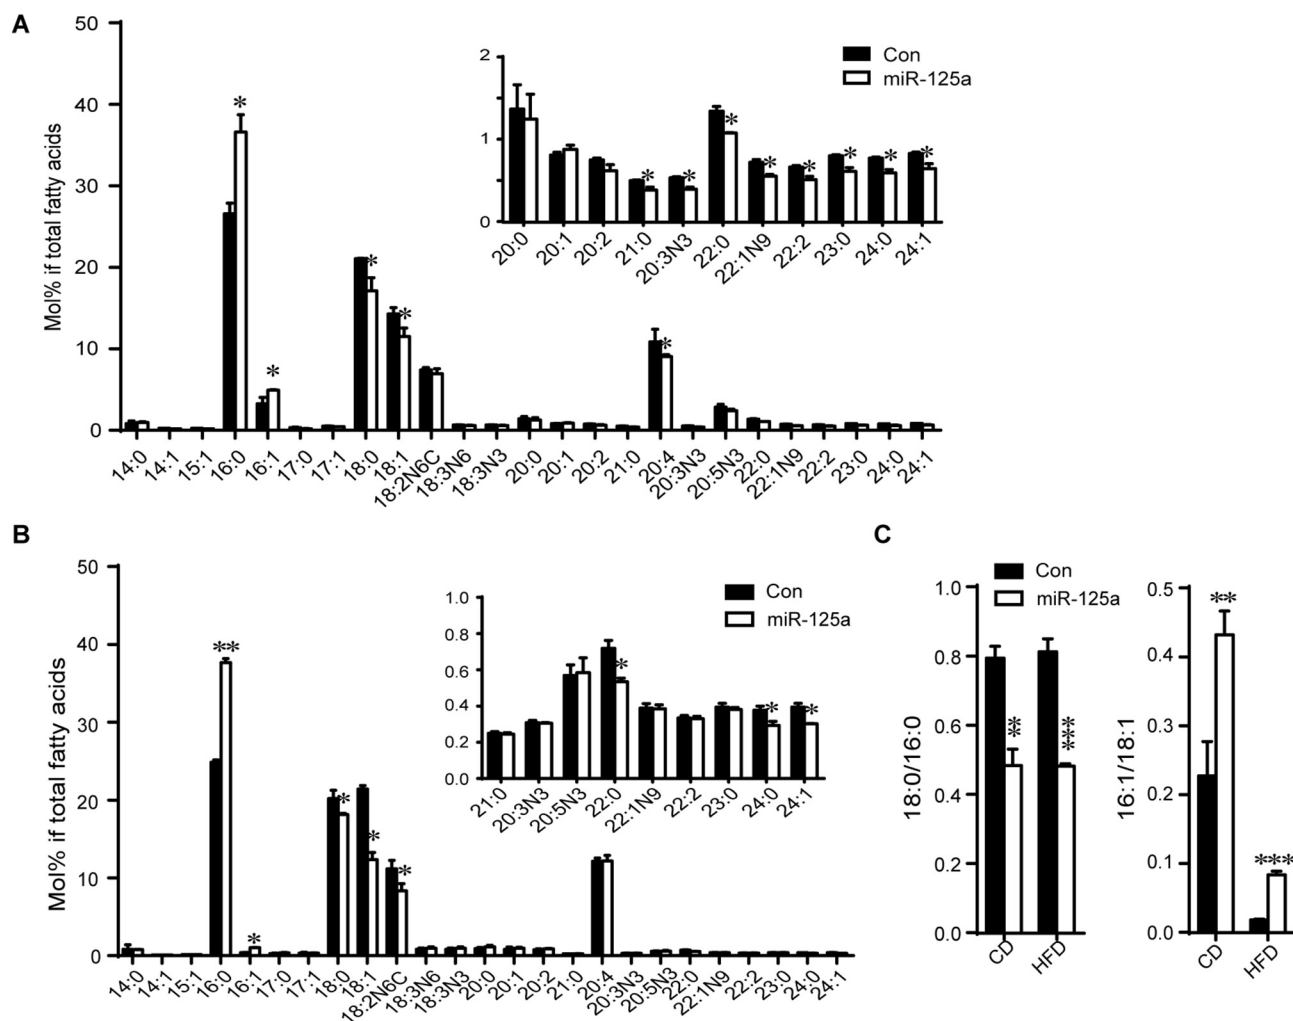 A
50
40
30
20
10
0
Mol% if total fatty acids
14:0 14:1 15:1 16:0 16:1 17:0 17:1 18:0 18:1 18:2N6C 18:3N6 18:3N3 20:0 20:1 20:2 21:0 20:4 20:3N3 20:5N3 22:0 22:1N9 22:2 23:0 24:0 24:1
* * * * *
2
1
0
20:0 20:1 20:2 21:0 20:3N3 22:0 22:1N9 22:2 23:0 24:0 24:1
* * * * * * * *
Con
miR-125a
B
50
40
30
20
10
0
Mol% if total fatty acids
14:0 14:1 15:1 16:0 16:1 17:0 17:1 18:0 18:1 18:2N6C 18:3N6 18:3N3 20:0 20:1 20:2 21:0 20:4 20:3N3 20:5N3 22:0 22:1N9 22:2 23:0 24:0 24:1
** * * * *
1.0
0.8
0.6
0.4
0.2
0.0
21:0 20:3N3 20:5N3 22:0 22:1N9 22:2 23:0 24:0 24:1
* * *
Con
miR-125a
C
Con
miR-125a
1.0
0.8
0.6
0.4
0.2
0.0
18:0/16:0
** ***
CD HFD
0.5
0.4
0.3
0.2
0.1
0.0
16:1/18:1
** ***
CD HFD